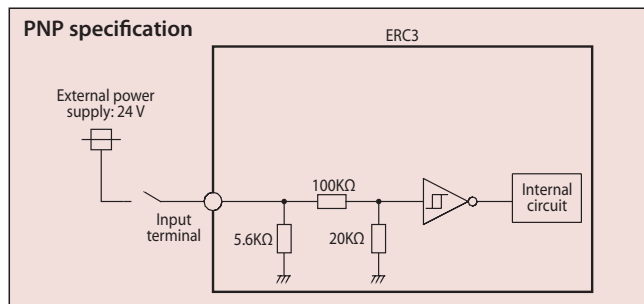 PNP specification
ERC3
External power
supply: 24 V
100KΩ
Input
terminal
5.6KΩ
20KΩ
Internal
circuit